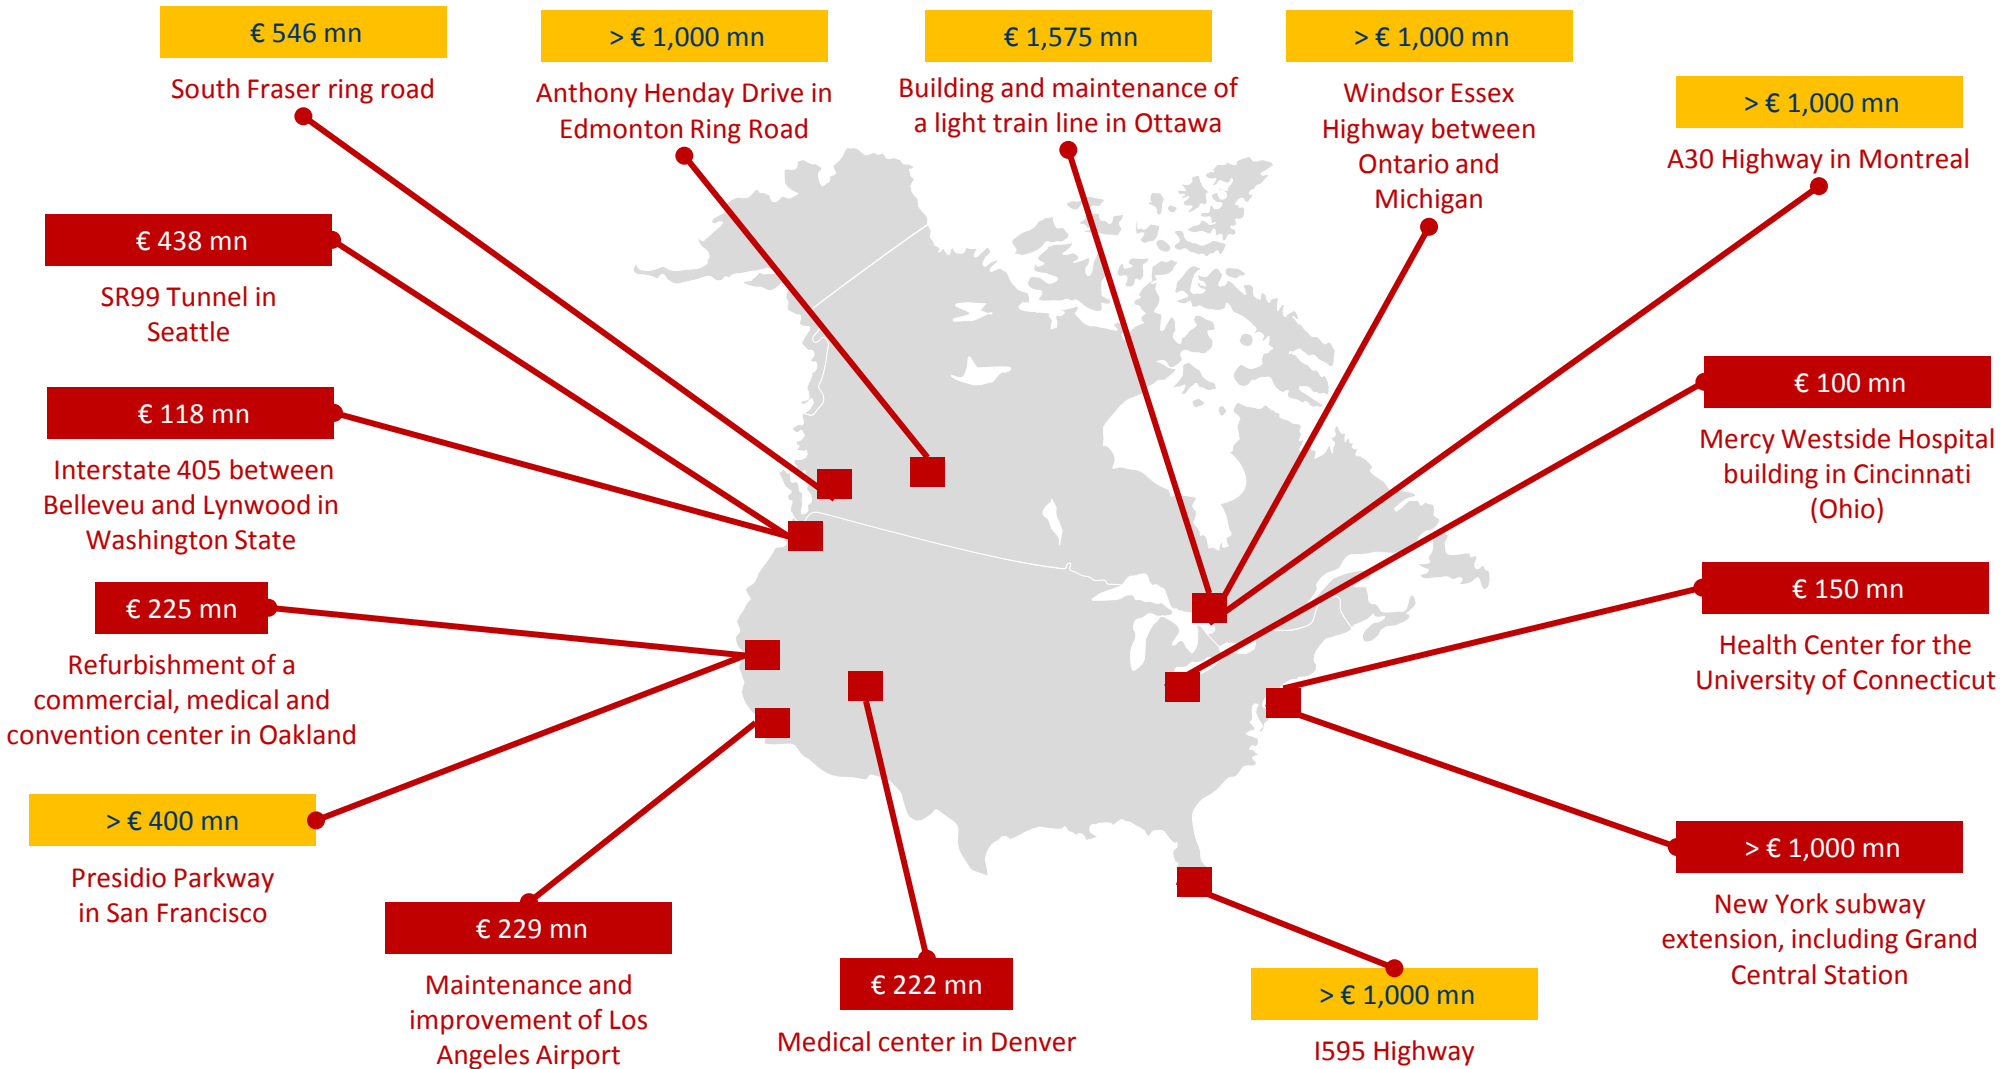 € 546 mn
South Fraser ring road
> € 1,000 mn
Anthony Henday Drive in
Edmonton Ring Road
€ 1,575 mn
Building and maintenance of
a light train line in Ottawa
> € 1,000 mn
Windsor Essex
Highway between
Ontario and
Michigan
> € 1,000 mn
A30 Highway in Montreal
€ 438 mn
SR99 Tunnel in
Seattle
€ 118 mn
Interstate 405 between
Belleveu and Lynwood in
Washington State
€ 225 mn
Refurbishment of a
commercial, medical and
convention center in Oakland
> € 400 mn
Presidio Parkway
in San Francisco
€ 229 mn
Maintenance and
improvement of Los
Angeles Airport
€ 222 mn
Medical center in Denver
> € 1,000 mn
I595 Highway
€ 100 mn
Mercy Westside Hospital
building in Cincinnati
(Ohio)
€ 150 mn
Health Center for the
University of Connecticut
> € 1,000 mn
New York subway
extension, including Grand
Central Station